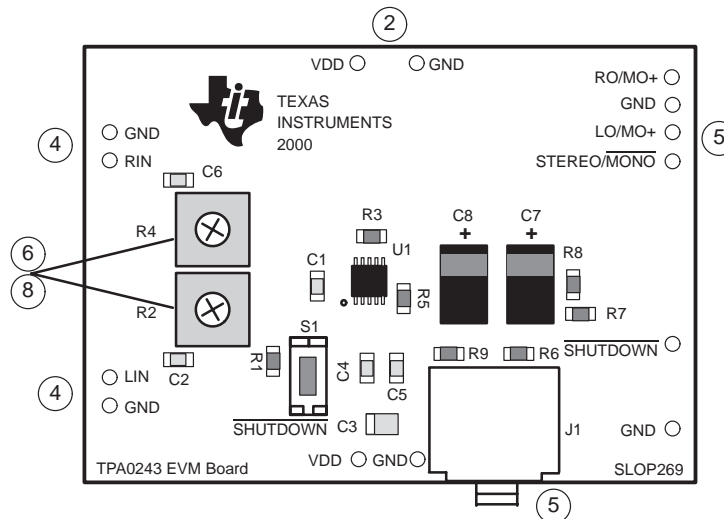 2
VDD
GND
RO/MO+
GND
LO/MO+
STEREO/MONO
5
TEXAS
INSTRUMENTS
2000
4
GND
RIN
C6
R4
R3
U1
C8
+
C7
+
R8
6
8
C1
R5
R7
R2
S1
R1
C4
C5
R9
R6
SHUTDOWN
C2
4
LIN
GND
SHUTDOWN
C3
J1
GND
VDD
GND
TPA0243 EVM Board
SLOP269
5